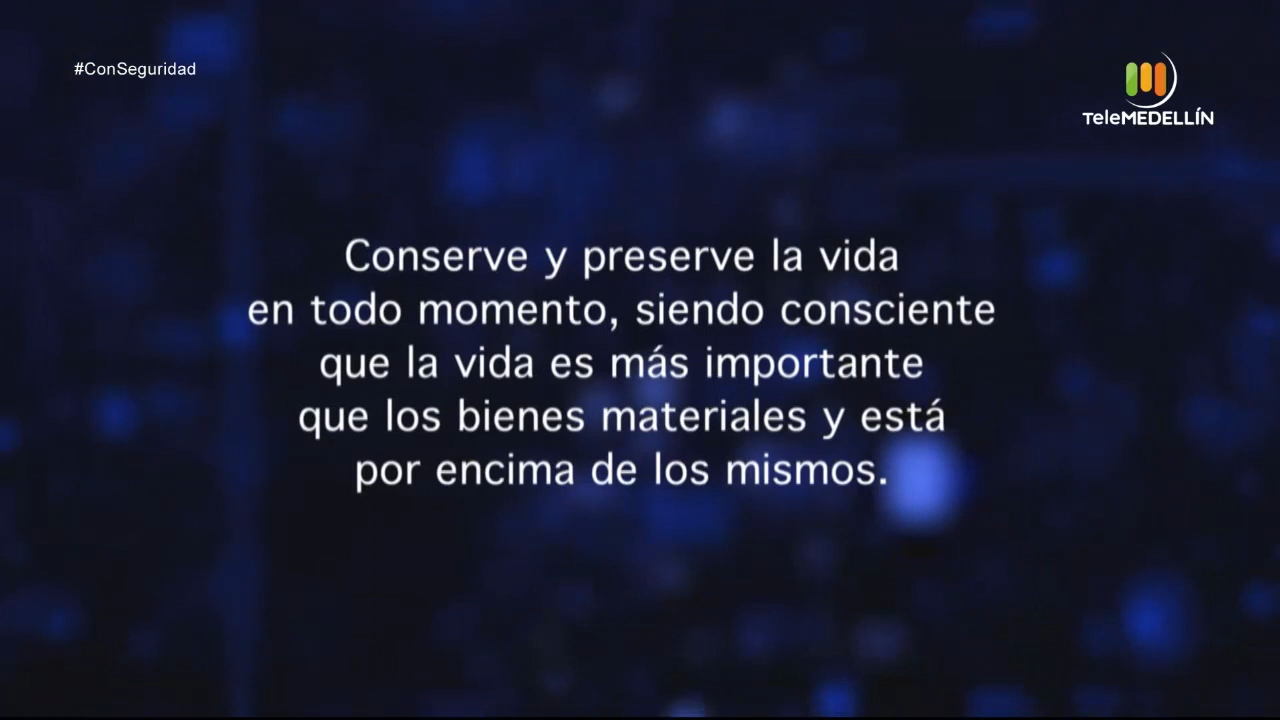 #ConSeguridad
TeleMEDELLÍN
Conserve y preserve la vida
en todo momento, siendo consciente
que la vida es más importante
que los bienes materiales y está
por encima de los mismos.